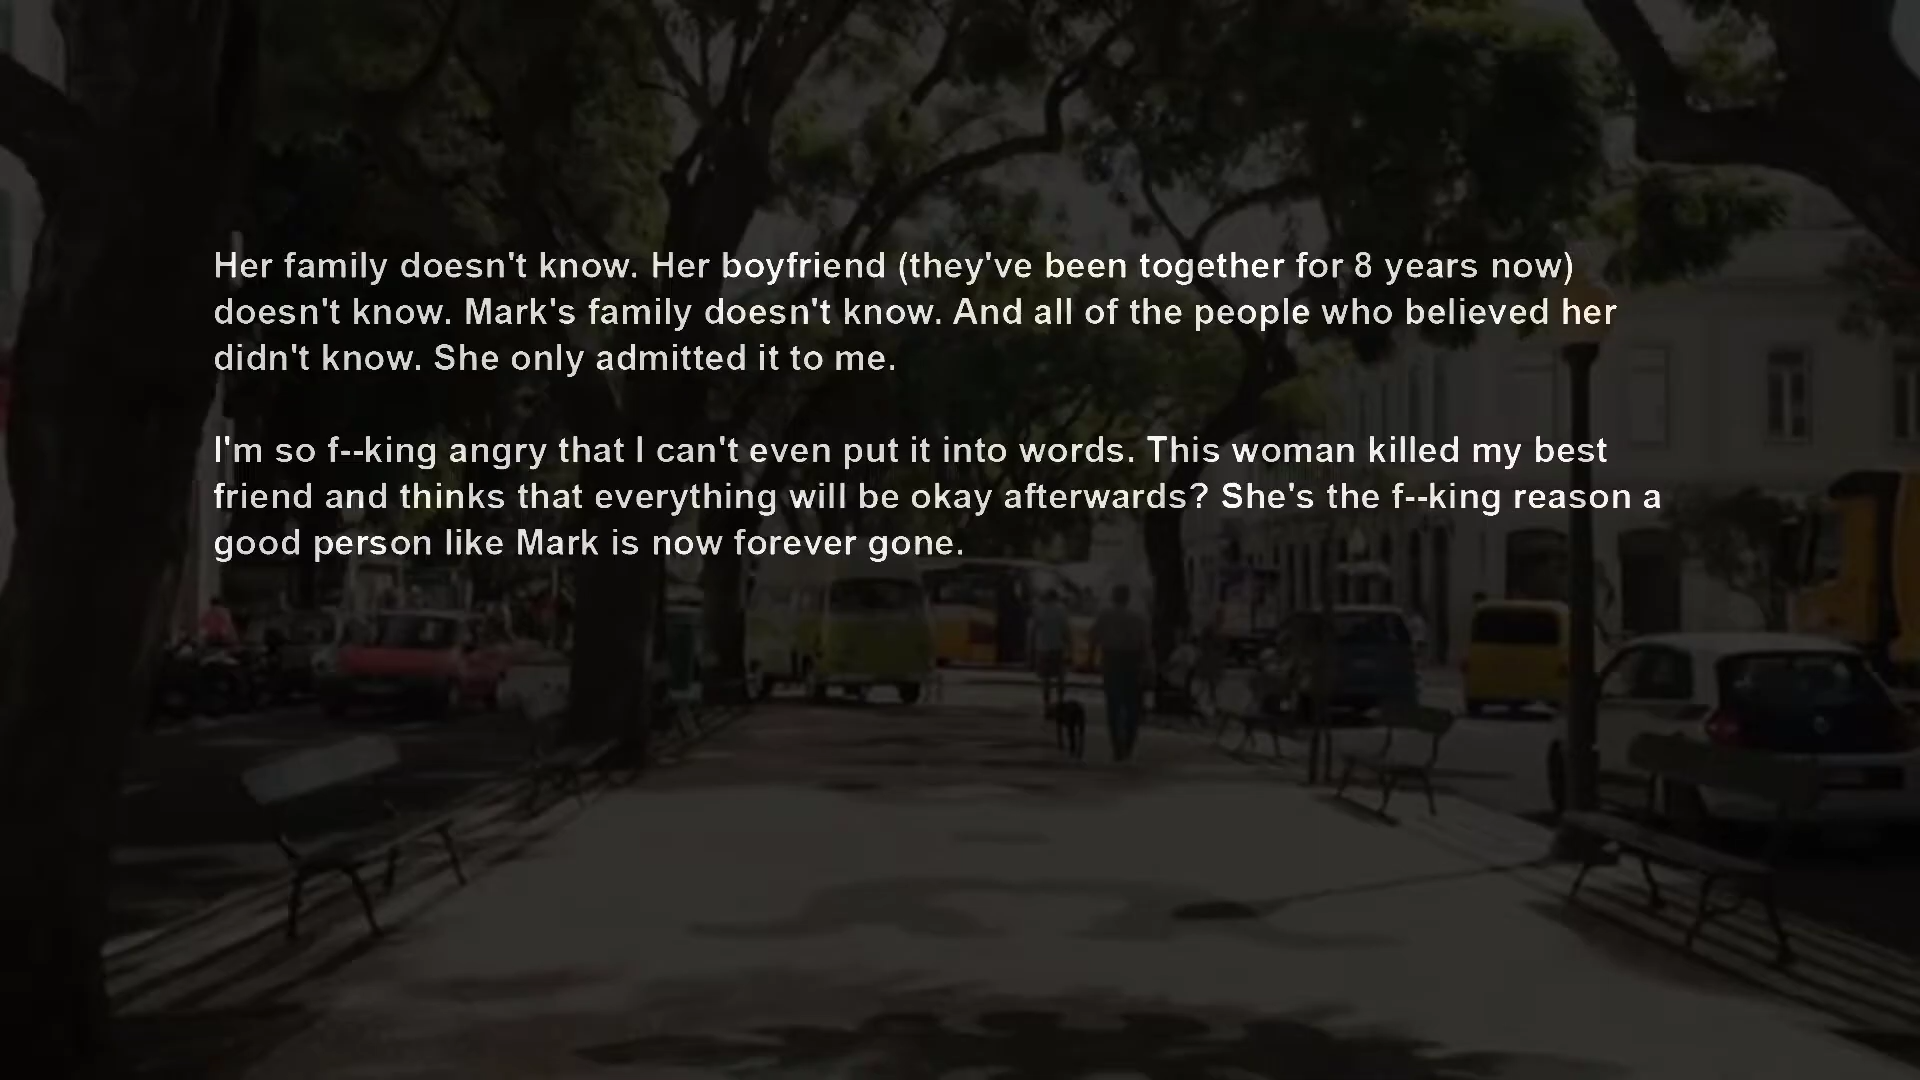 Her family doesn't know. Her boyfriend (they've been together for 8 years now)
doesn't know. Mark's family doesn't know. And all of the people who believed her
didn't know. She only admitted it to me.
I'm so f--king angry that I can't even put it into words. This woman killed my best
friend and thinks that everything will be okay afterwards? She's the f--king reason a
good person like Mark is now forever gone.